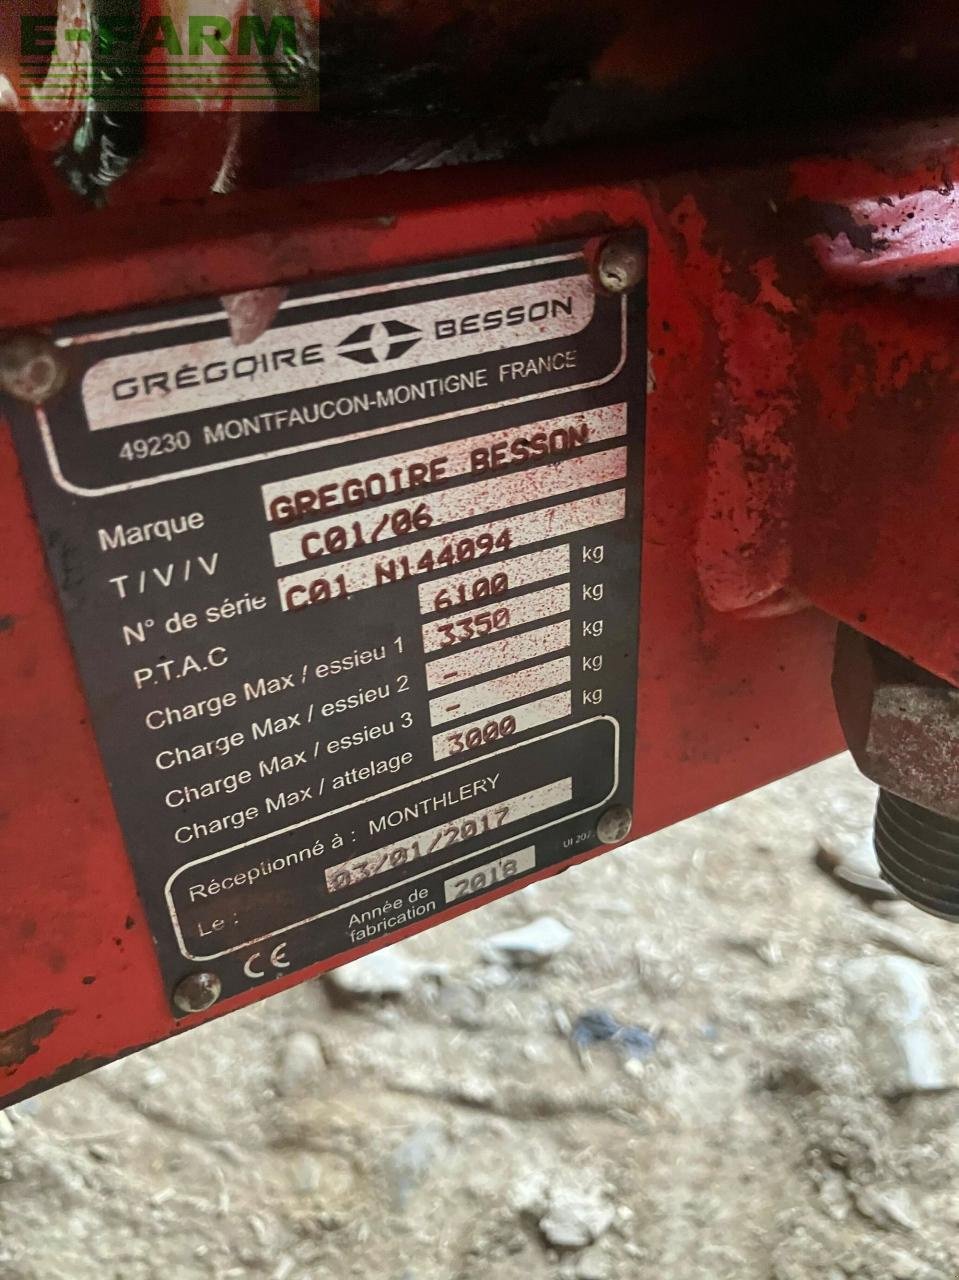 E-FARM
GRÉGOIRE BESSON
49230 MONTFAUCON-MONTIGNE FRANCE
Marque GREGOIRE BESSON
T / V / V C01/06
N° de série C01 N144094
P.T.A.C 6100 kg
Charge Max / essieu 1 3350 kg
Charge Max / essieu 2 - kg
Charge Max / essieu 3 - kg
Charge Max / attelage 3000 kg
Réceptionné à : MONTHLERY
Le : 03/01/2017
CE Année de fabrication 2018